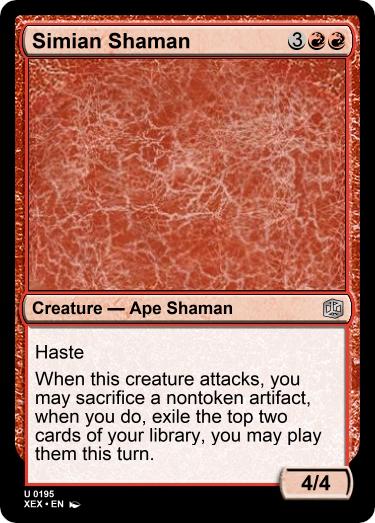 Simian Shaman 3
Creature — Ape Shaman
Haste
When this creature attacks, you
may sacrifice a nontoken artifact,
when you do, exile the top two
cards of your library, you may play
them this turn.
4/4
U 0195
XEX • EN